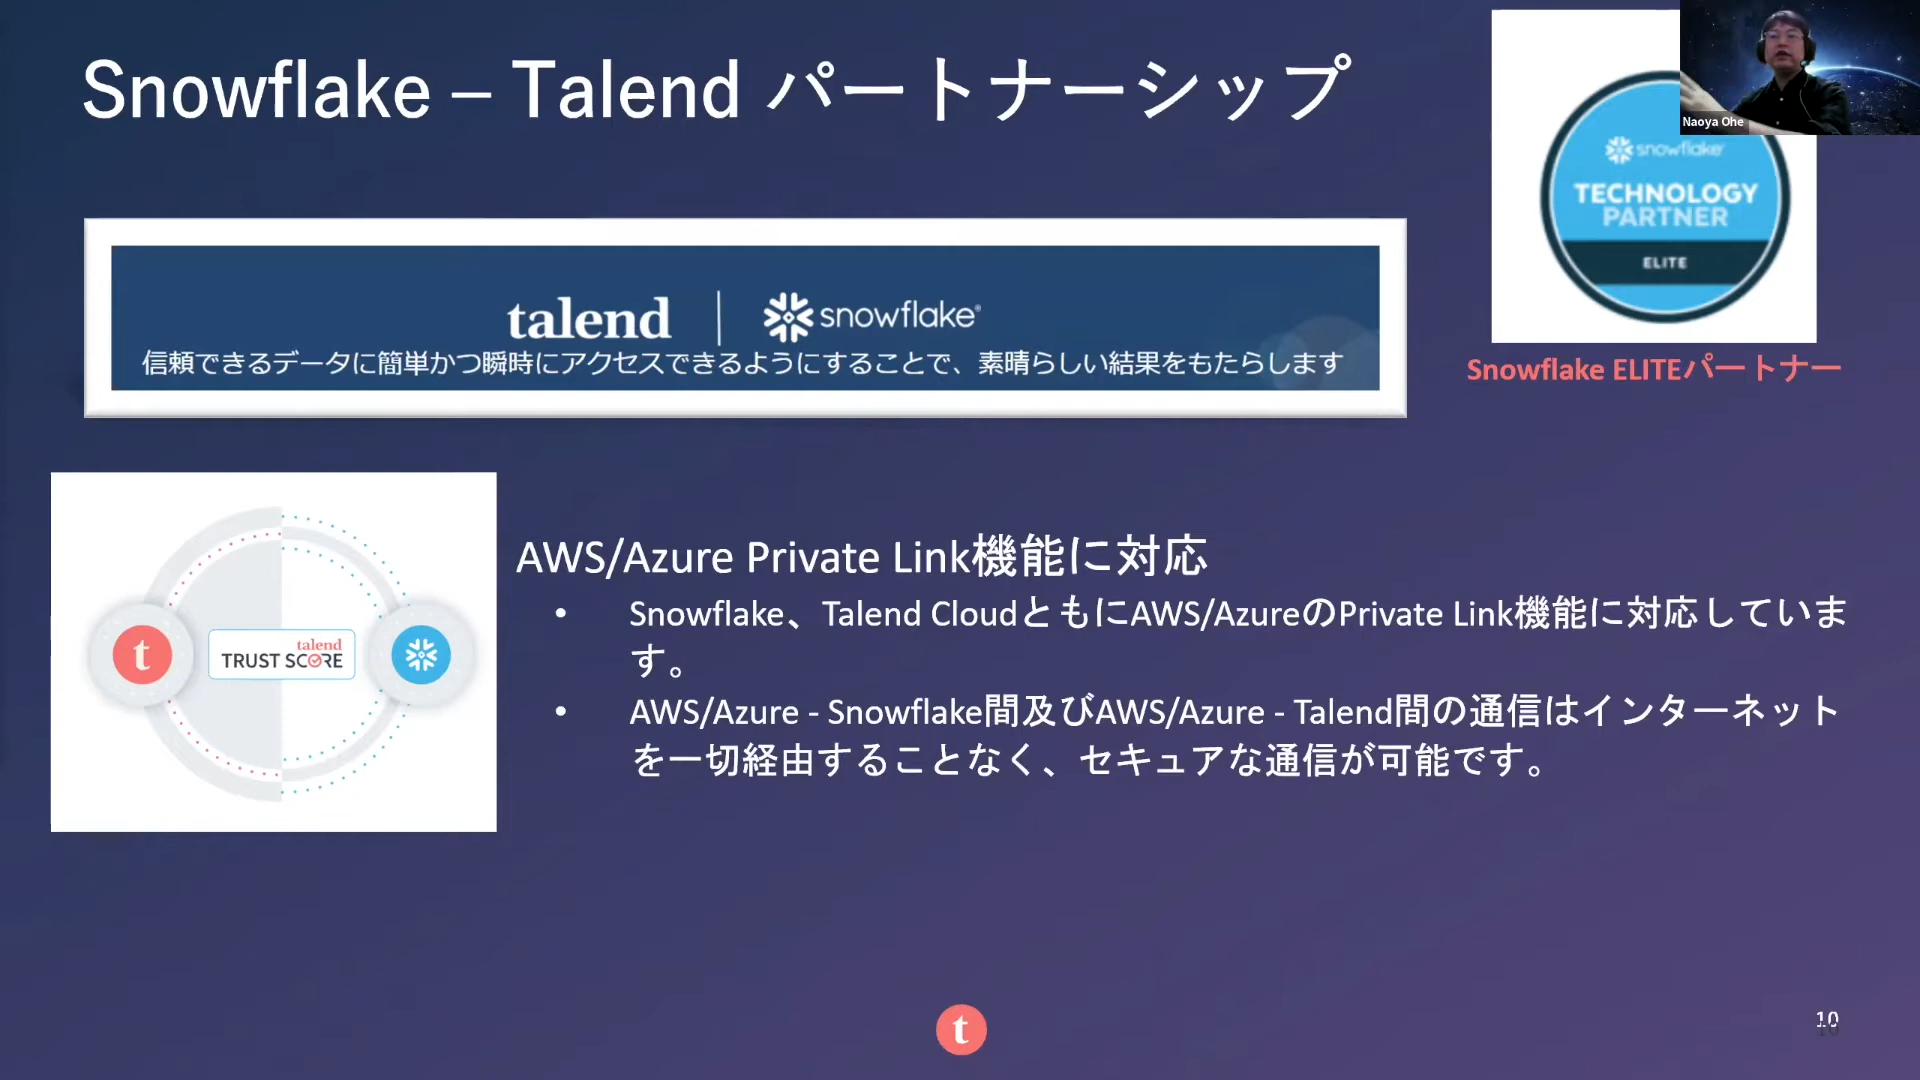 Snowflake – Talend パートナーシップ
Naoya Ohe
snowflake
TECHNOLOGY
PARTNER
ELITE
talend | snowflake®
信頼できるデータに簡単かつ瞬時にアクセスできるようにすることで、素晴らしい結果をもたらします
Snowflake ELITEパートナー
t
talend
TRUST SCORE
AWS/Azure Private Link機能に対応
• Snowflake、Talend CloudともにAWS/AzureのPrivate Link機能に対応していま
す。
• AWS/Azure - Snowflake間及びAWS/Azure - Talend間の通信はインターネット
を一切経由することなく、セキュアな通信が可能です。
t
10